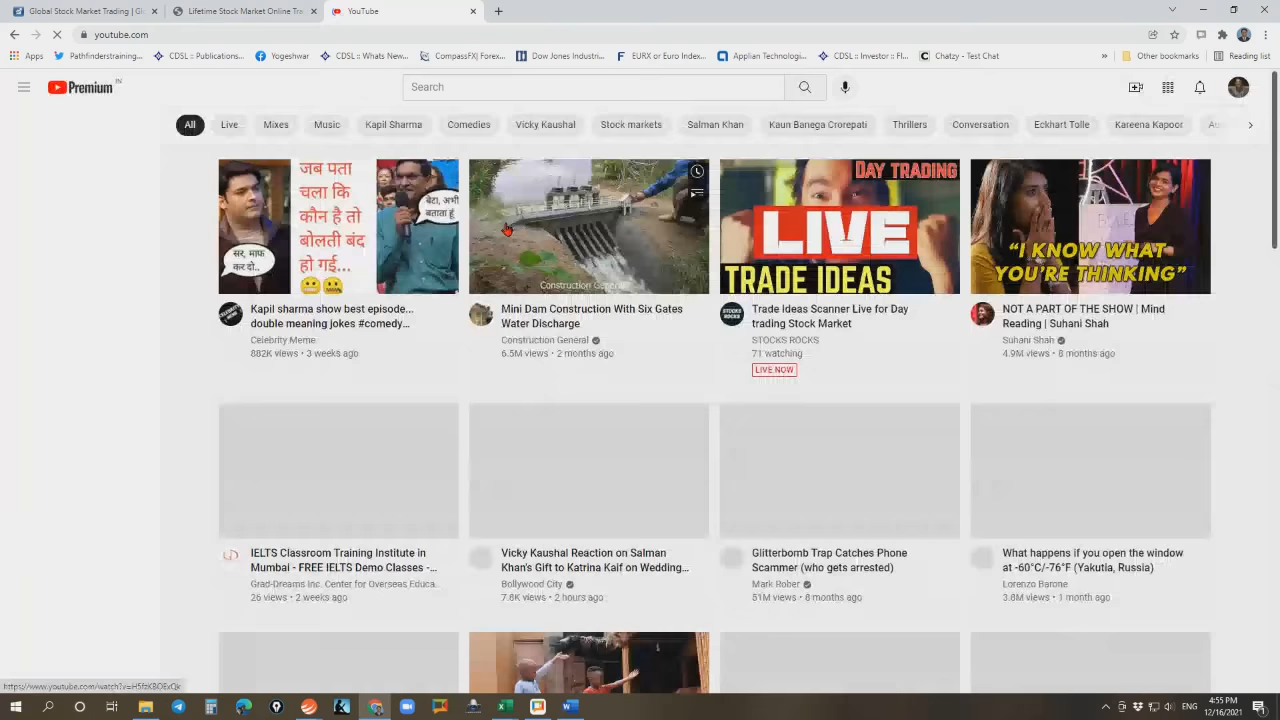 Global Stock Market Trading | Gl
Lifetime Stock Market Online Tra
YouTube
youtube.com
Apps
Pathfindertraining...
CDSL :: Publications...
Yogeshwar
CDSL :: Whats New...
CompassFX| Forex...
Dow Jones Industri...
EURX or Euro Index...
Applian Technologi...
CDSL :: Investor :: Fl...
Chatzy - Test Chat
Other bookmarks
Reading list
Premium IN
Search
All
Live
Mixes
Music
Kapil Sharma
Comedies
Vicky Kaushal
Stock markets
Salman Khan
Kaun Banega Crorepati
Thrillers
Conversation
Eckhart Tolle
Kareena Kapoor
जब पता
चला कि
कौन है तो
बोलती बंद
हो गई...
सर, माफ
कर दो..
बेटा, अभी
बताता हूं
Construction General
DAY TRADING
LIVE
TRADE IDEAS
"I KNOW WHAT
YOU'RE THINKING"
Kapil sharma show best episode...
double meaning jokes #comedy...
Celebrity Meme
882K views • 3 weeks ago
Mini Dam Construction With Six Gates
Water Discharge
Construction General
6.5M views • 2 months ago
Trade Ideas Scanner Live for Day
trading Stock Market
STOCKS ROCKS
71 watching
LIVE NOW
NOT A PART OF THE SHOW | Mind
Reading | Suhani Shah
Suhani Shah
4.9M views • 8 months ago
IELTS Classroom Training Institute in
Mumbai - FREE IELTS Demo Classes -...
Grad-Dreams Inc. Center for Overseas Educa...
26 views • 2 weeks ago
Vicky Kaushal Reaction on Salman
Khan's Gift to Katrina Kaif on Wedding...
Bollywood City
7.8K views • 2 hours ago
Glitterbomb Trap Catches Phone
Scammer (who gets arrested)
Mark Rober
51M views • 8 months ago
What happens if you open the window
at -60°C/-76°F (Yakutia, Russia)
Lorenzo Barone
3.8M views • 1 month ago
4:55 PM
12/16/2021